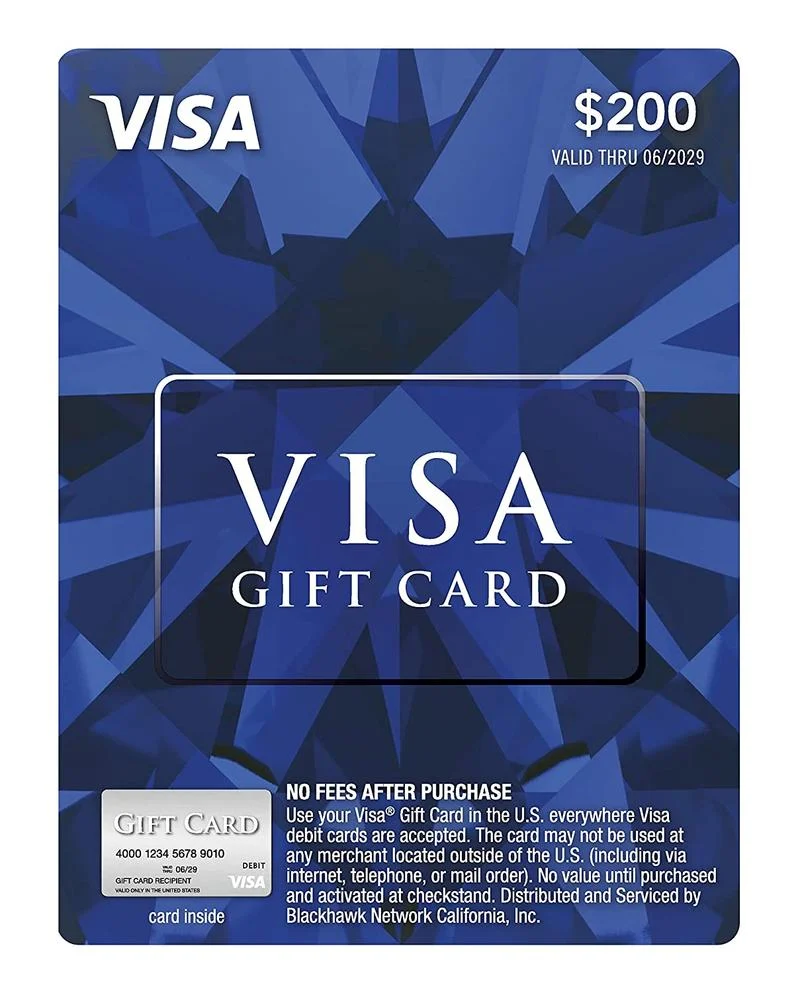 VISA
$200
VALID THRU 06/2029
VISA
GIFT CARD
NO FEES AFTER PURCHASE
Use your Visa® Gift Card in the U.S. everywhere Visa
debit cards are accepted. The card may not be used at
any merchant located outside of the U.S. (including via
internet, telephone, or mail order). No value until purchased
and activated at checkstand. Distributed and Serviced by
Blackhawk Network California, Inc.
GIFT CARD
4000 1234 5678 9010
VALID THRU 06/29
DEBIT
GIFT CARD RECIPIENT
VALID ONLY IN THE UNITED STATES
VISA
card inside